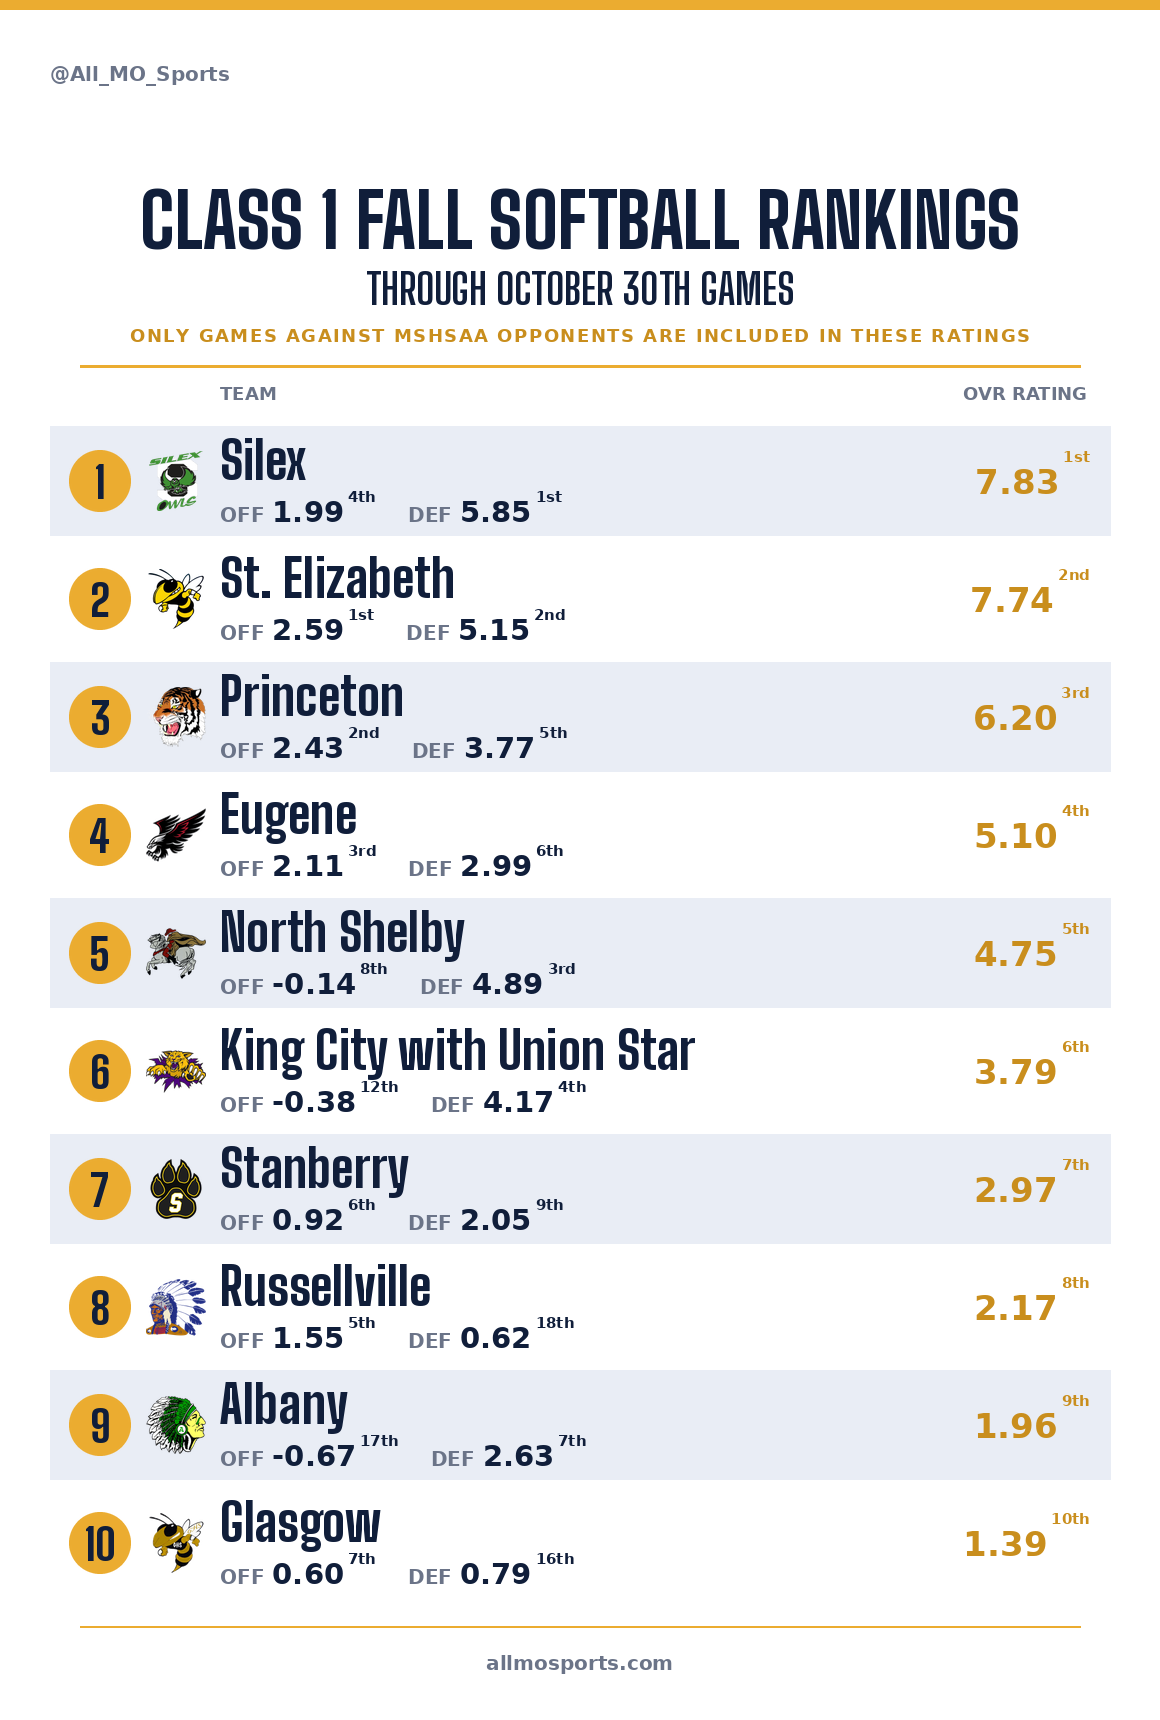 @All_MO_Sports
CLASS 1 FALL SOFTBALL RANKINGS
THROUGH OCTOBER 30TH GAMES
ONLY GAMES AGAINST MSHSAA OPPONENTS ARE INCLUDED IN THESE RATINGS
TEAM OVR RATING
1 SILEX OWLS Silex 7.83 1st
OFF 1.99 4th DEF 5.85 1st
2 St. Elizabeth 7.74 2nd
OFF 2.59 1st DEF 5.15 2nd
3 Princeton 6.20 3rd
OFF 2.43 2nd DEF 3.77 5th
4 Eugene 5.10 4th
OFF 2.11 3rd DEF 2.99 6th
5 North Shelby 4.75 5th
OFF -0.14 8th DEF 4.89 3rd
6 King City with Union Star 3.79 6th
OFF -0.38 12th DEF 4.17 4th
7 S Stanberry 2.97 7th
OFF 0.92 6th DEF 2.05 9th
8 Russellville 2.17 8th
OFF 1.55 5th DEF 0.62 18th
9 Albany 1.96 9th
OFF -0.67 17th DEF 2.63 7th
10 Glasgow 1.39 10th
OFF 0.60 7th DEF 0.79 16th
allmosports.com